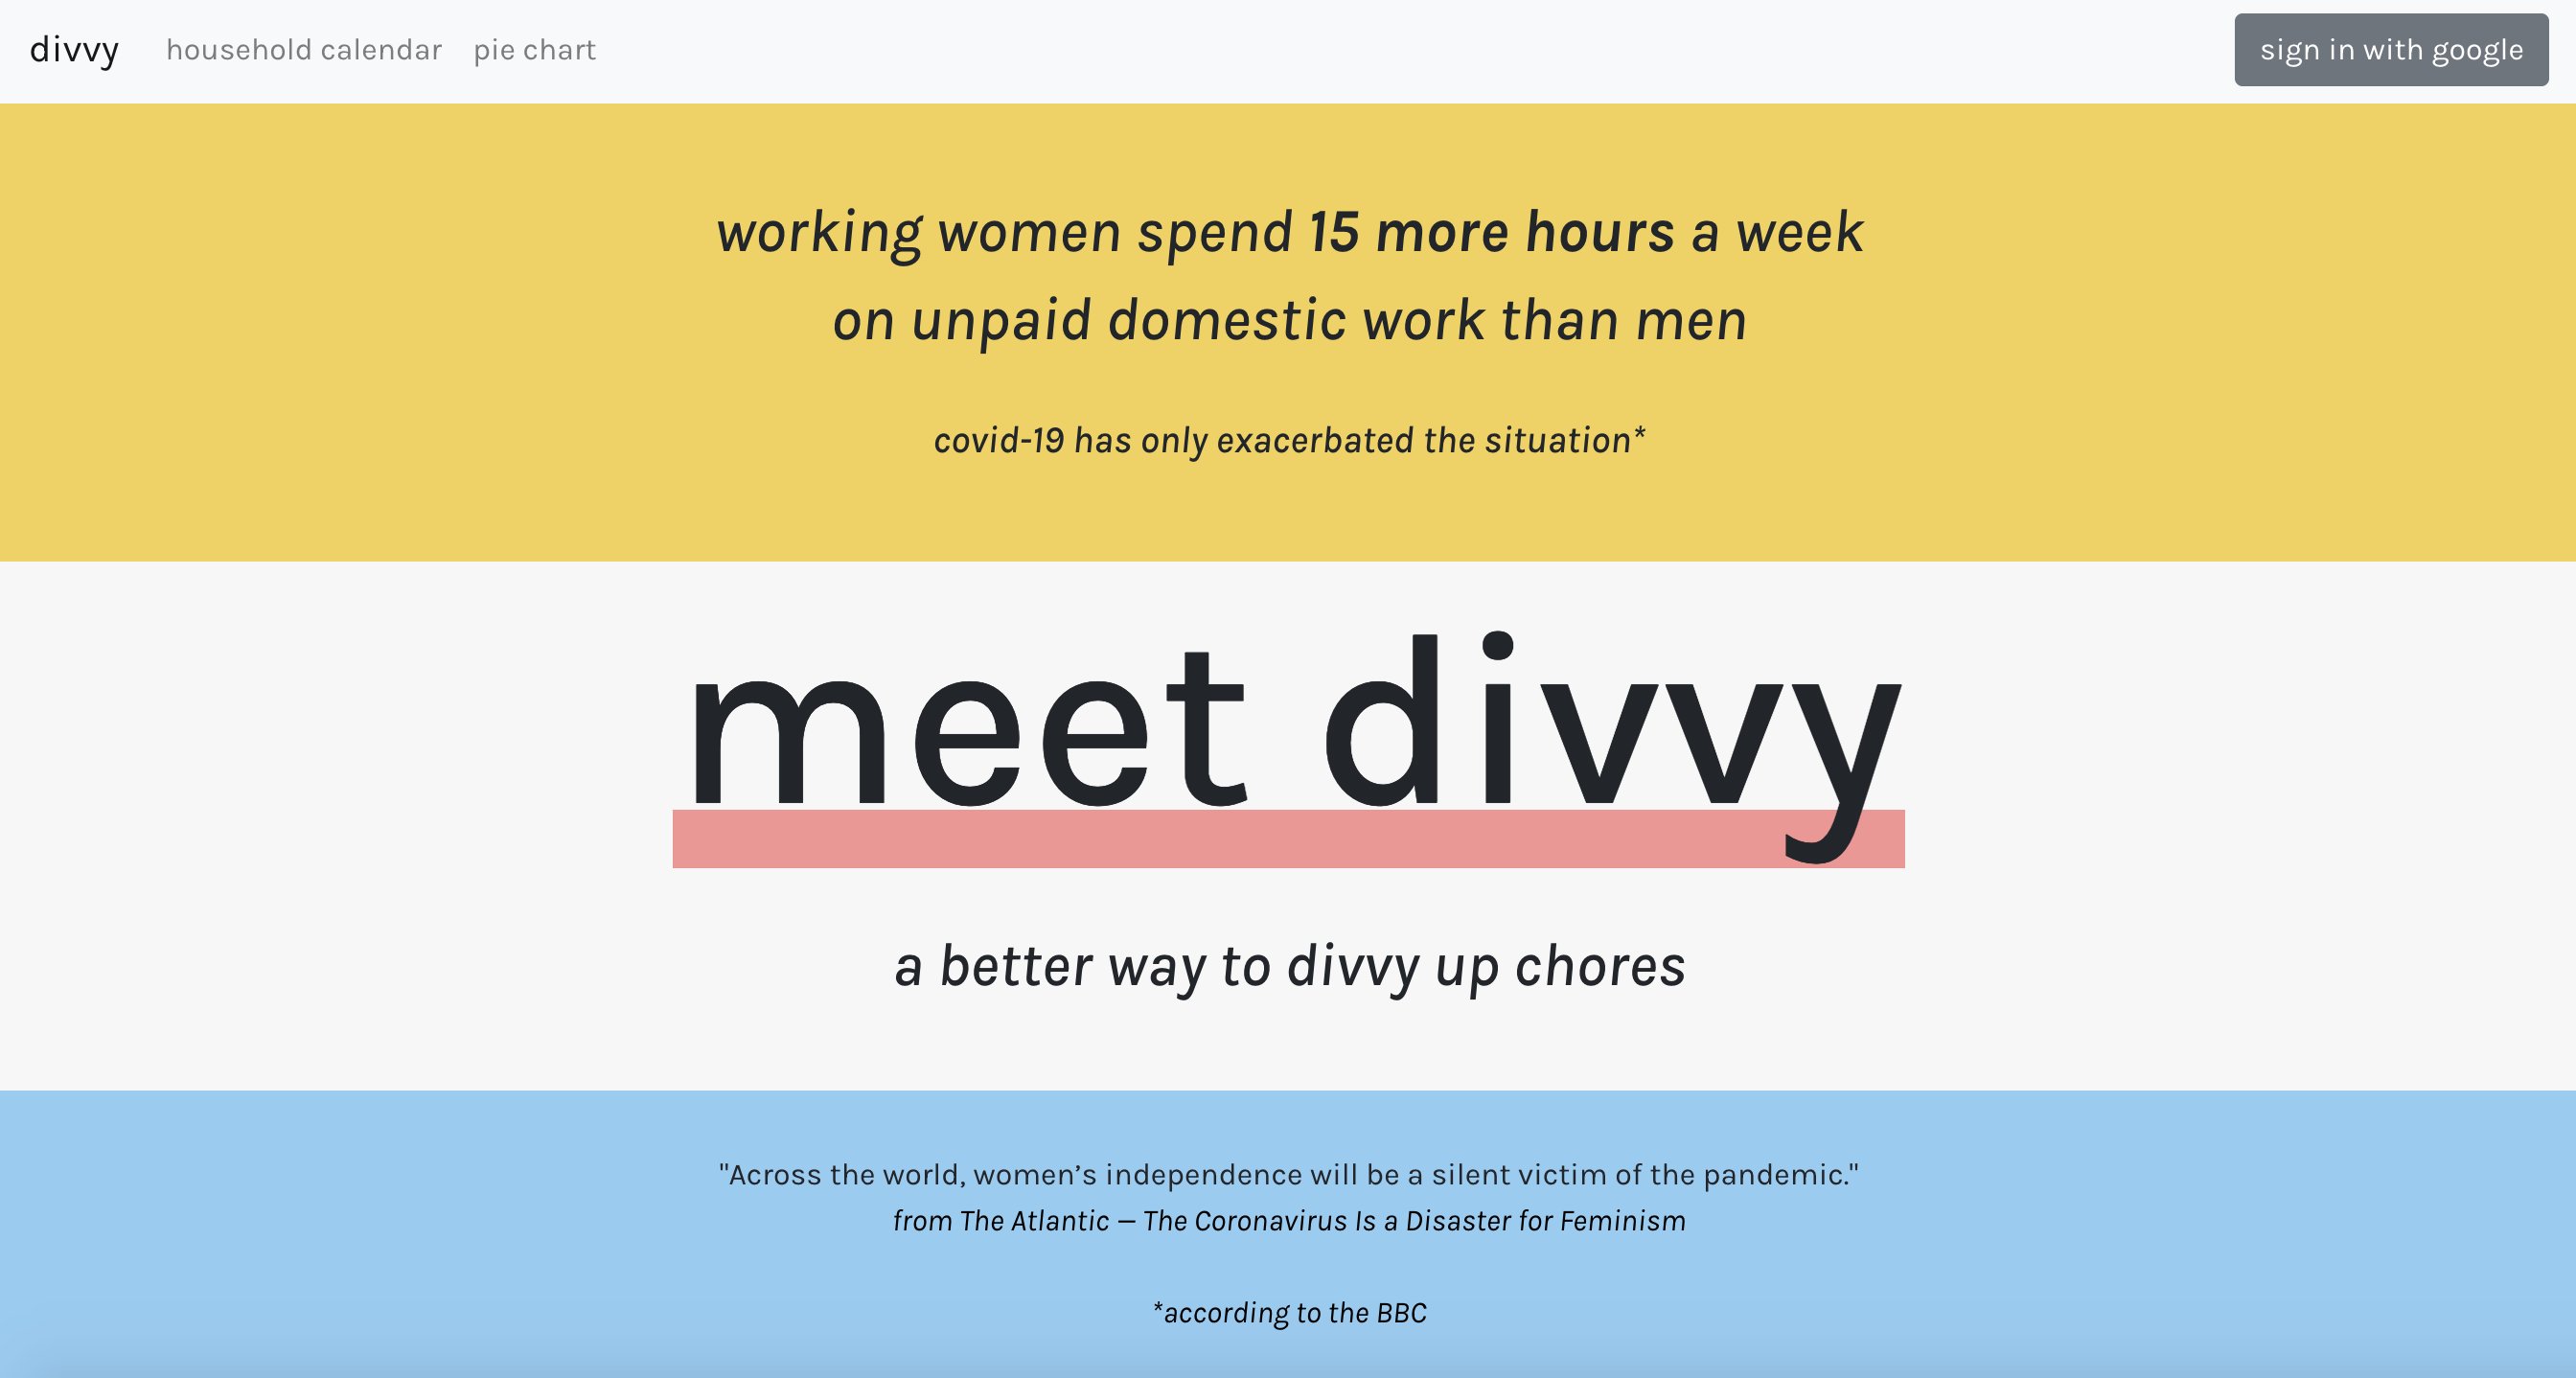 divvy household calendar pie chart sign in with google
working women spend 15 more hours a week
on unpaid domestic work than men
covid-19 has only exacerbated the situation*
meet divvy
a better way to divvy up chores
"Across the world, women’s independence will be a silent victim of the pandemic."
from The Atlantic — The Coronavirus Is a Disaster for Feminism
*according to the BBC